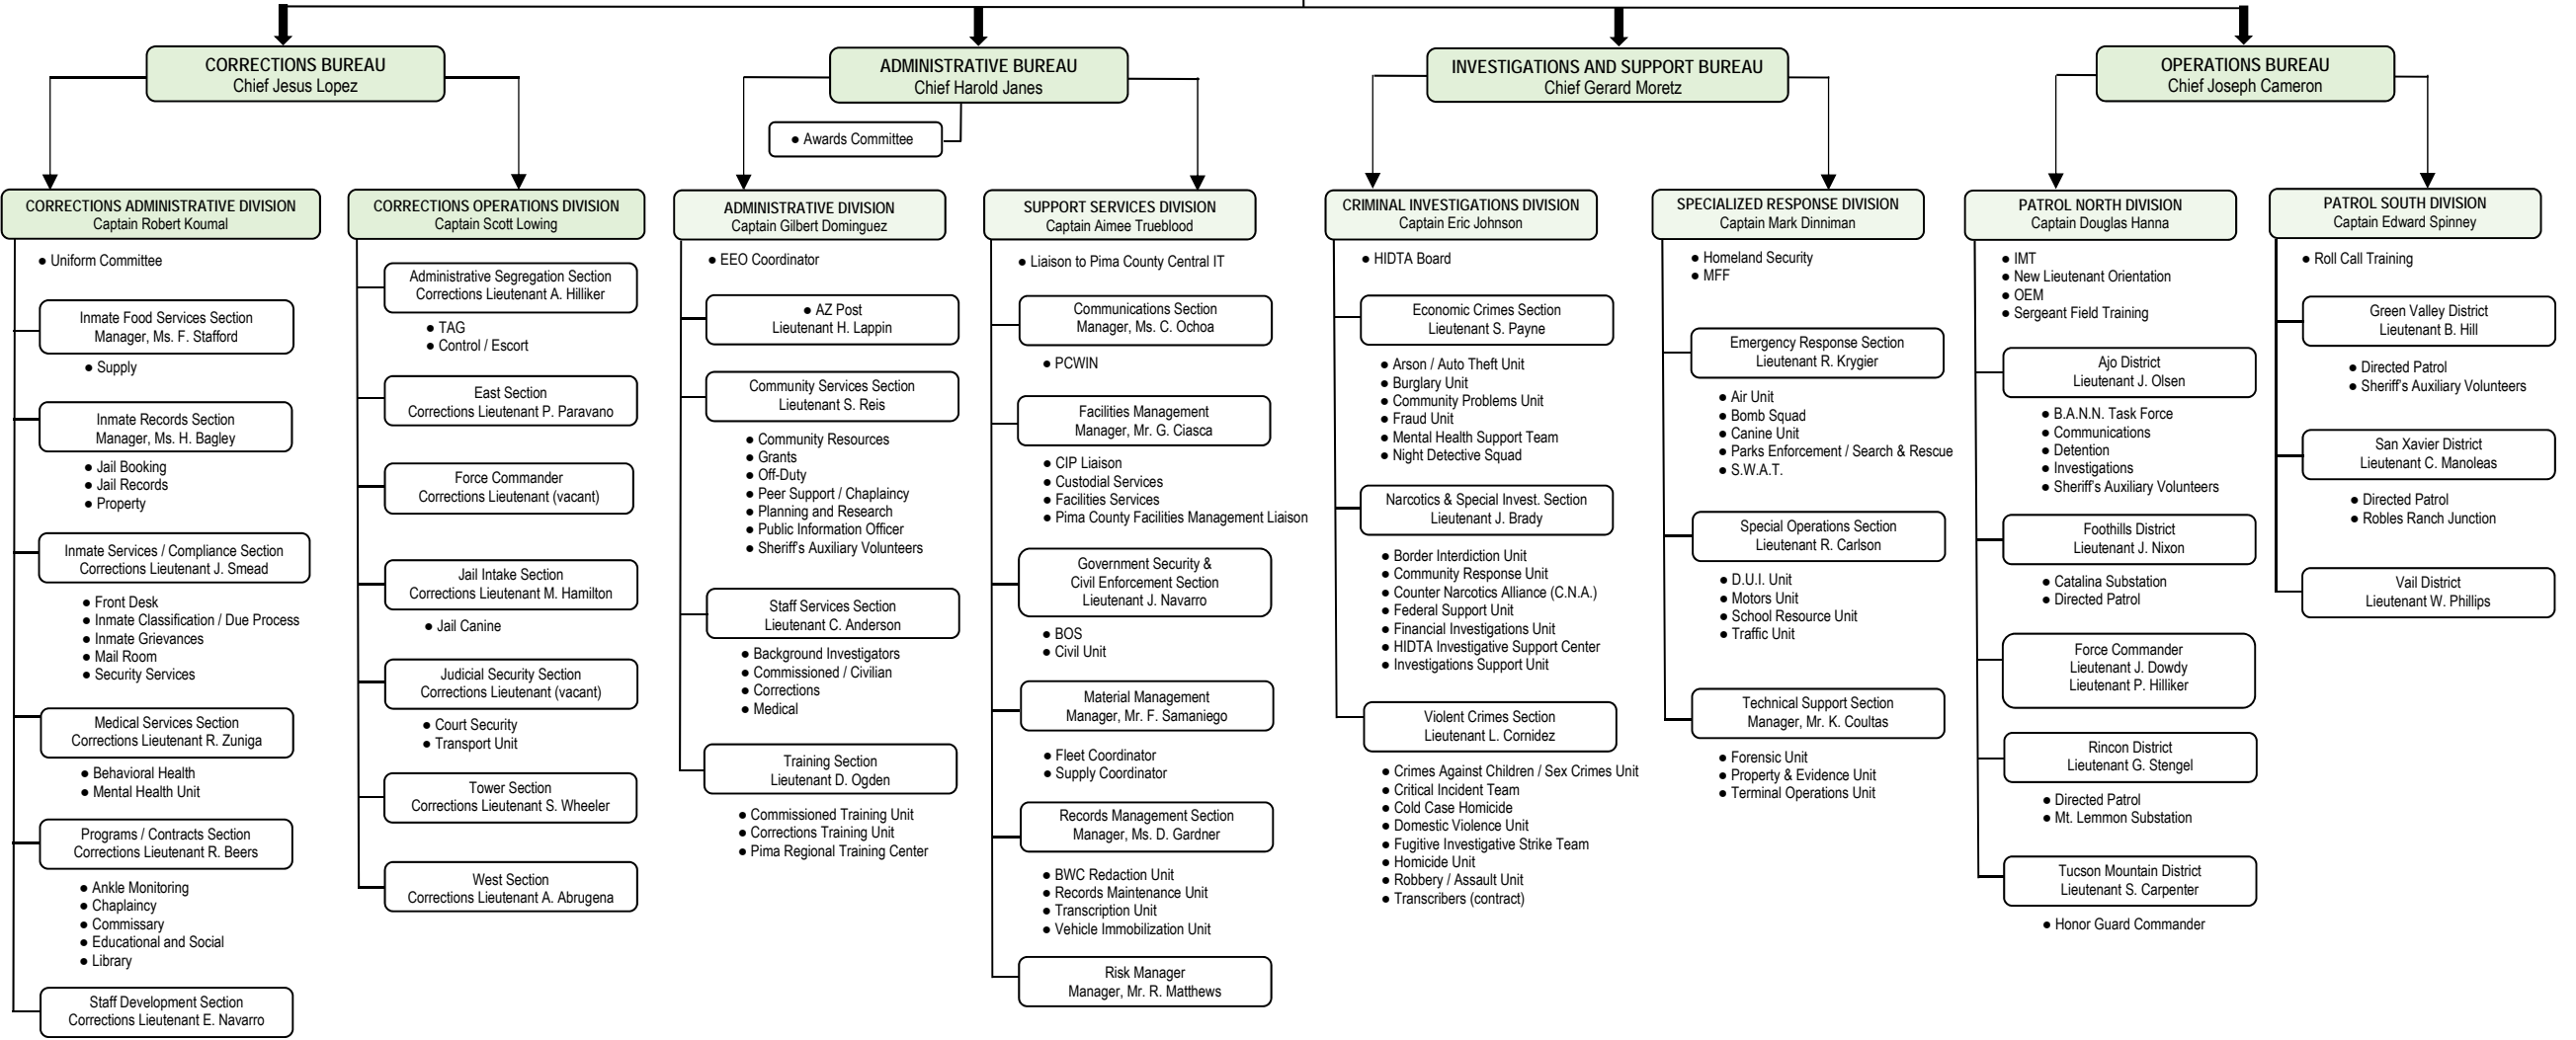 CORRECTIONS BUREAU
Chief Jesus Lopez
ADMINISTRATIVE BUREAU
Chief Harold Janes
● Awards Committee
INVESTIGATIONS AND SUPPORT BUREAU
Chief Gerard Moretz
OPERATIONS BUREAU
Chief Joseph Cameron
CORRECTIONS ADMINISTRATIVE DIVISION
Captain Robert Koumal
● Uniform Committee
Inmate Food Services Section
Manager, Ms. F. Stafford
● Supply
Inmate Records Section
Manager, Ms. H. Bagley
● Jail Booking
● Jail Records
● Property
Inmate Services / Compliance Section
Corrections Lieutenant J. Smead
● Front Desk
● Inmate Classification / Due Process
● Inmate Grievances
● Mail Room
● Security Services
Medical Services Section
Corrections Lieutenant R. Zuniga
● Behavioral Health
● Mental Health Unit
Programs / Contracts Section
Corrections Lieutenant R. Beers
● Ankle Monitoring
● Chaplaincy
● Commissary
● Educational and Social
● Library
Staff Development Section
Corrections Lieutenant E. Navarro
CORRECTIONS OPERATIONS DIVISION
Captain Scott Lowing
Administrative Segregation Section
Corrections Lieutenant A. Hilliker
● TAG
● Control / Escort
East Section
Corrections Lieutenant P. Paravano
Force Commander
Corrections Lieutenant (vacant)
Jail Intake Section
Corrections Lieutenant M. Hamilton
● Jail Canine
Judicial Security Section
Corrections Lieutenant (vacant)
● Court Security
● Transport Unit
Tower Section
Corrections Lieutenant S. Wheeler
West Section
Corrections Lieutenant A. Abrugena
ADMINISTRATIVE DIVISION
Captain Gilbert Dominguez
● EEO Coordinator
● AZ Post
Lieutenant H. Lappin
Community Services Section
Lieutenant S. Reis
● Community Resources
● Grants
● Off-Duty
● Peer Support / Chaplaincy
● Planning and Research
● Public Information Officer
● Sheriff's Auxiliary Volunteers
Staff Services Section
Lieutenant C. Anderson
● Background Investigators
● Commissioned / Civilian
● Corrections
● Medical
Training Section
Lieutenant D. Ogden
● Commissioned Training Unit
● Corrections Training Unit
● Pima Regional Training Center
SUPPORT SERVICES DIVISION
Captain Aimee Trueblood
● Liaison to Pima County Central IT
Communications Section
Manager, Ms. C. Ochoa
● PCWIN
Facilities Management
Manager, Mr. G. Ciasca
● CIP Liaison
● Custodial Services
● Facilities Services
● Pima County Facilities Management Liaison
Government Security &
Civil Enforcement Section
Lieutenant J. Navarro
● BOS
● Civil Unit
Material Management
Manager, Mr. F. Samaniego
● Fleet Coordinator
● Supply Coordinator
Records Management Section
Manager, Ms. D. Gardner
● BWC Redaction Unit
● Records Maintenance Unit
● Transcription Unit
● Vehicle Immobilization Unit
Risk Manager
Manager, Mr. R. Matthews
CRIMINAL INVESTIGATIONS DIVISION
Captain Eric Johnson
● HIDTA Board
Economic Crimes Section
Lieutenant S. Payne
● Arson / Auto Theft Unit
● Burglary Unit
● Community Problems Unit
● Fraud Unit
● Mental Health Support Team
● Night Detective Squad
Narcotics & Special Invest. Section
Lieutenant J. Brady
● Border Interdiction Unit
● Community Response Unit
● Counter Narcotics Alliance (C.N.A.)
● Federal Support Unit
● Financial Investigations Unit
● HIDTA Investigative Support Center
● Investigations Support Unit
Violent Crimes Section
Lieutenant L. Cornidez
● Crimes Against Children / Sex Crimes Unit
● Critical Incident Team
● Cold Case Homicide
● Domestic Violence Unit
● Fugitive Investigative Strike Team
● Homicide Unit
● Robbery / Assault Unit
● Transcribers (contract)
SPECIALIZED RESPONSE DIVISION
Captain Mark Dinniman
● Homeland Security
● MFF
Emergency Response Section
Lieutenant R. Krygier
● Air Unit
● Bomb Squad
● Canine Unit
● Parks Enforcement / Search & Rescue
● S.W.A.T.
Special Operations Section
Lieutenant R. Carlson
● D.U.I. Unit
● Motors Unit
● School Resource Unit
● Traffic Unit
Technical Support Section
Manager, Mr. K. Coultas
● Forensic Unit
● Property & Evidence Unit
● Terminal Operations Unit
PATROL NORTH DIVISION
Captain Douglas Hanna
● IMT
● New Lieutenant Orientation
● OEM
● Sergeant Field Training
Ajo District
Lieutenant J. Olsen
● B.A.N.N. Task Force
● Communications
● Detention
● Investigations
● Sheriff's Auxiliary Volunteers
Foothills District
Lieutenant J. Nixon
● Catalina Substation
● Directed Patrol
Force Commander
Lieutenant J. Dowdy
Lieutenant P. Hilliker
Rincon District
Lieutenant G. Stengel
● Directed Patrol
● Mt. Lemmon Substation
Tucson Mountain District
Lieutenant S. Carpenter
● Honor Guard Commander
PATROL SOUTH DIVISION
Captain Edward Spinney
● Roll Call Training
Green Valley District
Lieutenant B. Hill
● Directed Patrol
● Sheriff's Auxiliary Volunteers
San Xavier District
Lieutenant C. Manoleas
● Directed Patrol
● Robles Ranch Junction
Vail District
Lieutenant W. Phillips